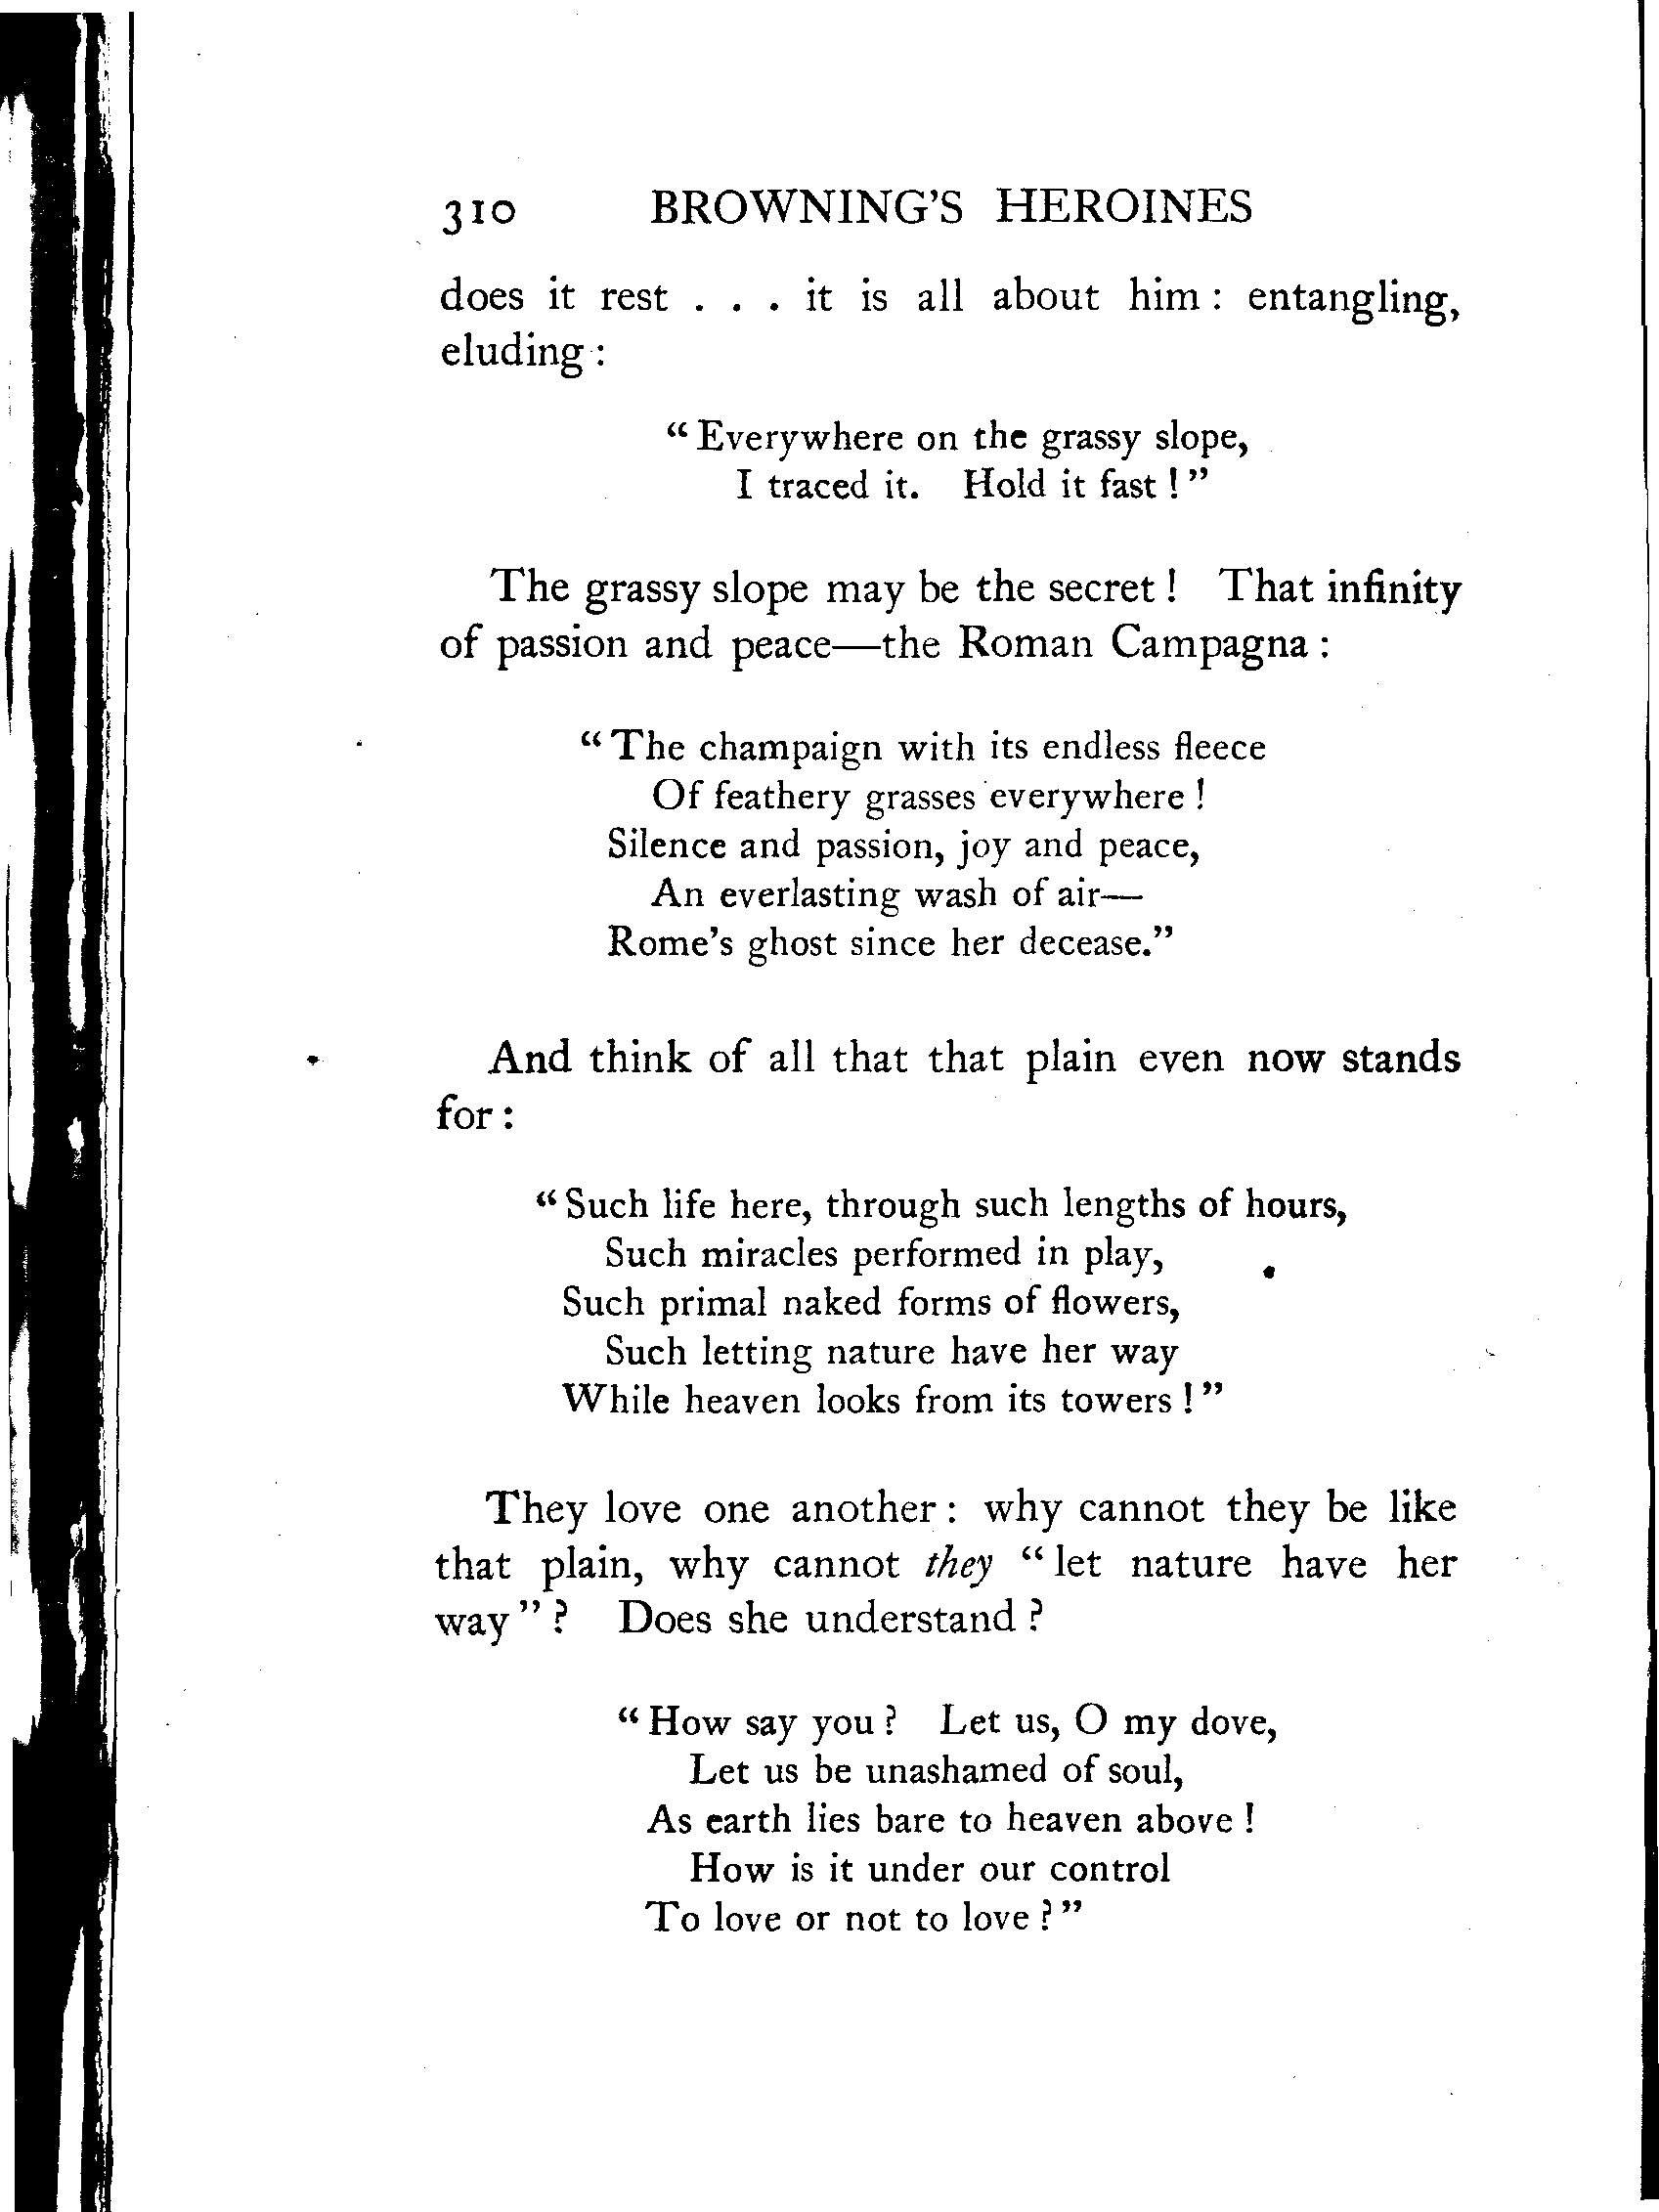 310 BROWNING'S HEROINES
does it rest . . . it is all about him : entangling,
eluding :
“ Everywhere on the grassy slope,
I traced it. Hold it fast ! ”
The grassy slope may be the secret ! That infinity
of passion and peace—the Roman Campagna :
“ The champaign with its endless fleece
Of feathery grasses everywhere !
Silence and passion, joy and peace,
An everlasting wash of air—
Rome's ghost since her decease.”
And think of all that that plain even now stands
for :
“ Such life here, through such lengths of hours,
Such miracles performed in play,
Such primal naked forms of flowers,
Such letting nature have her way
While heaven looks from its towers ! ”
They love one another : why cannot they be like
that plain, why cannot they “ let nature have her
way ” ? Does she understand ?
“ How say you ? Let us, O my dove,
Let us be unashamed of soul,
As earth lies bare to heaven above !
How is it under our control
To love or not to love ? ”